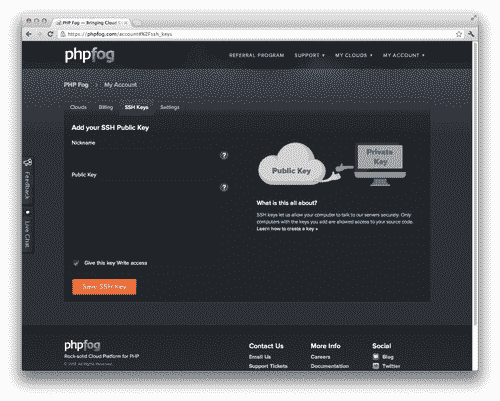 PHP Fog — Bringing Cloud
https://phpfog.com/account#%2Fssh_keys
phpfog
REFERRAL PROGRAM SUPPORT MY CLOUDS MY ACCOUNT
PHP Fog My Account
Clouds Billing SSH Keys Settings
Add your SSH Public Key
Nickname
?
Public Key
?
Public Key
Private
Key
What is this all about?
SSH keys let us allow your computer to talk to our servers securely. Only
computers with the keys you add are allowed access to your source code.
Learn how to create a key »
Feedback
Live Chat
Give this key Write access
Save SSH Key
phpfog
Rock-solid Cloud Platform for PHP
All Rights Reserved.
Contact Us
Email Us
Support Tickets
More Info
Careers
Documentation
Social
Blog
Twitter